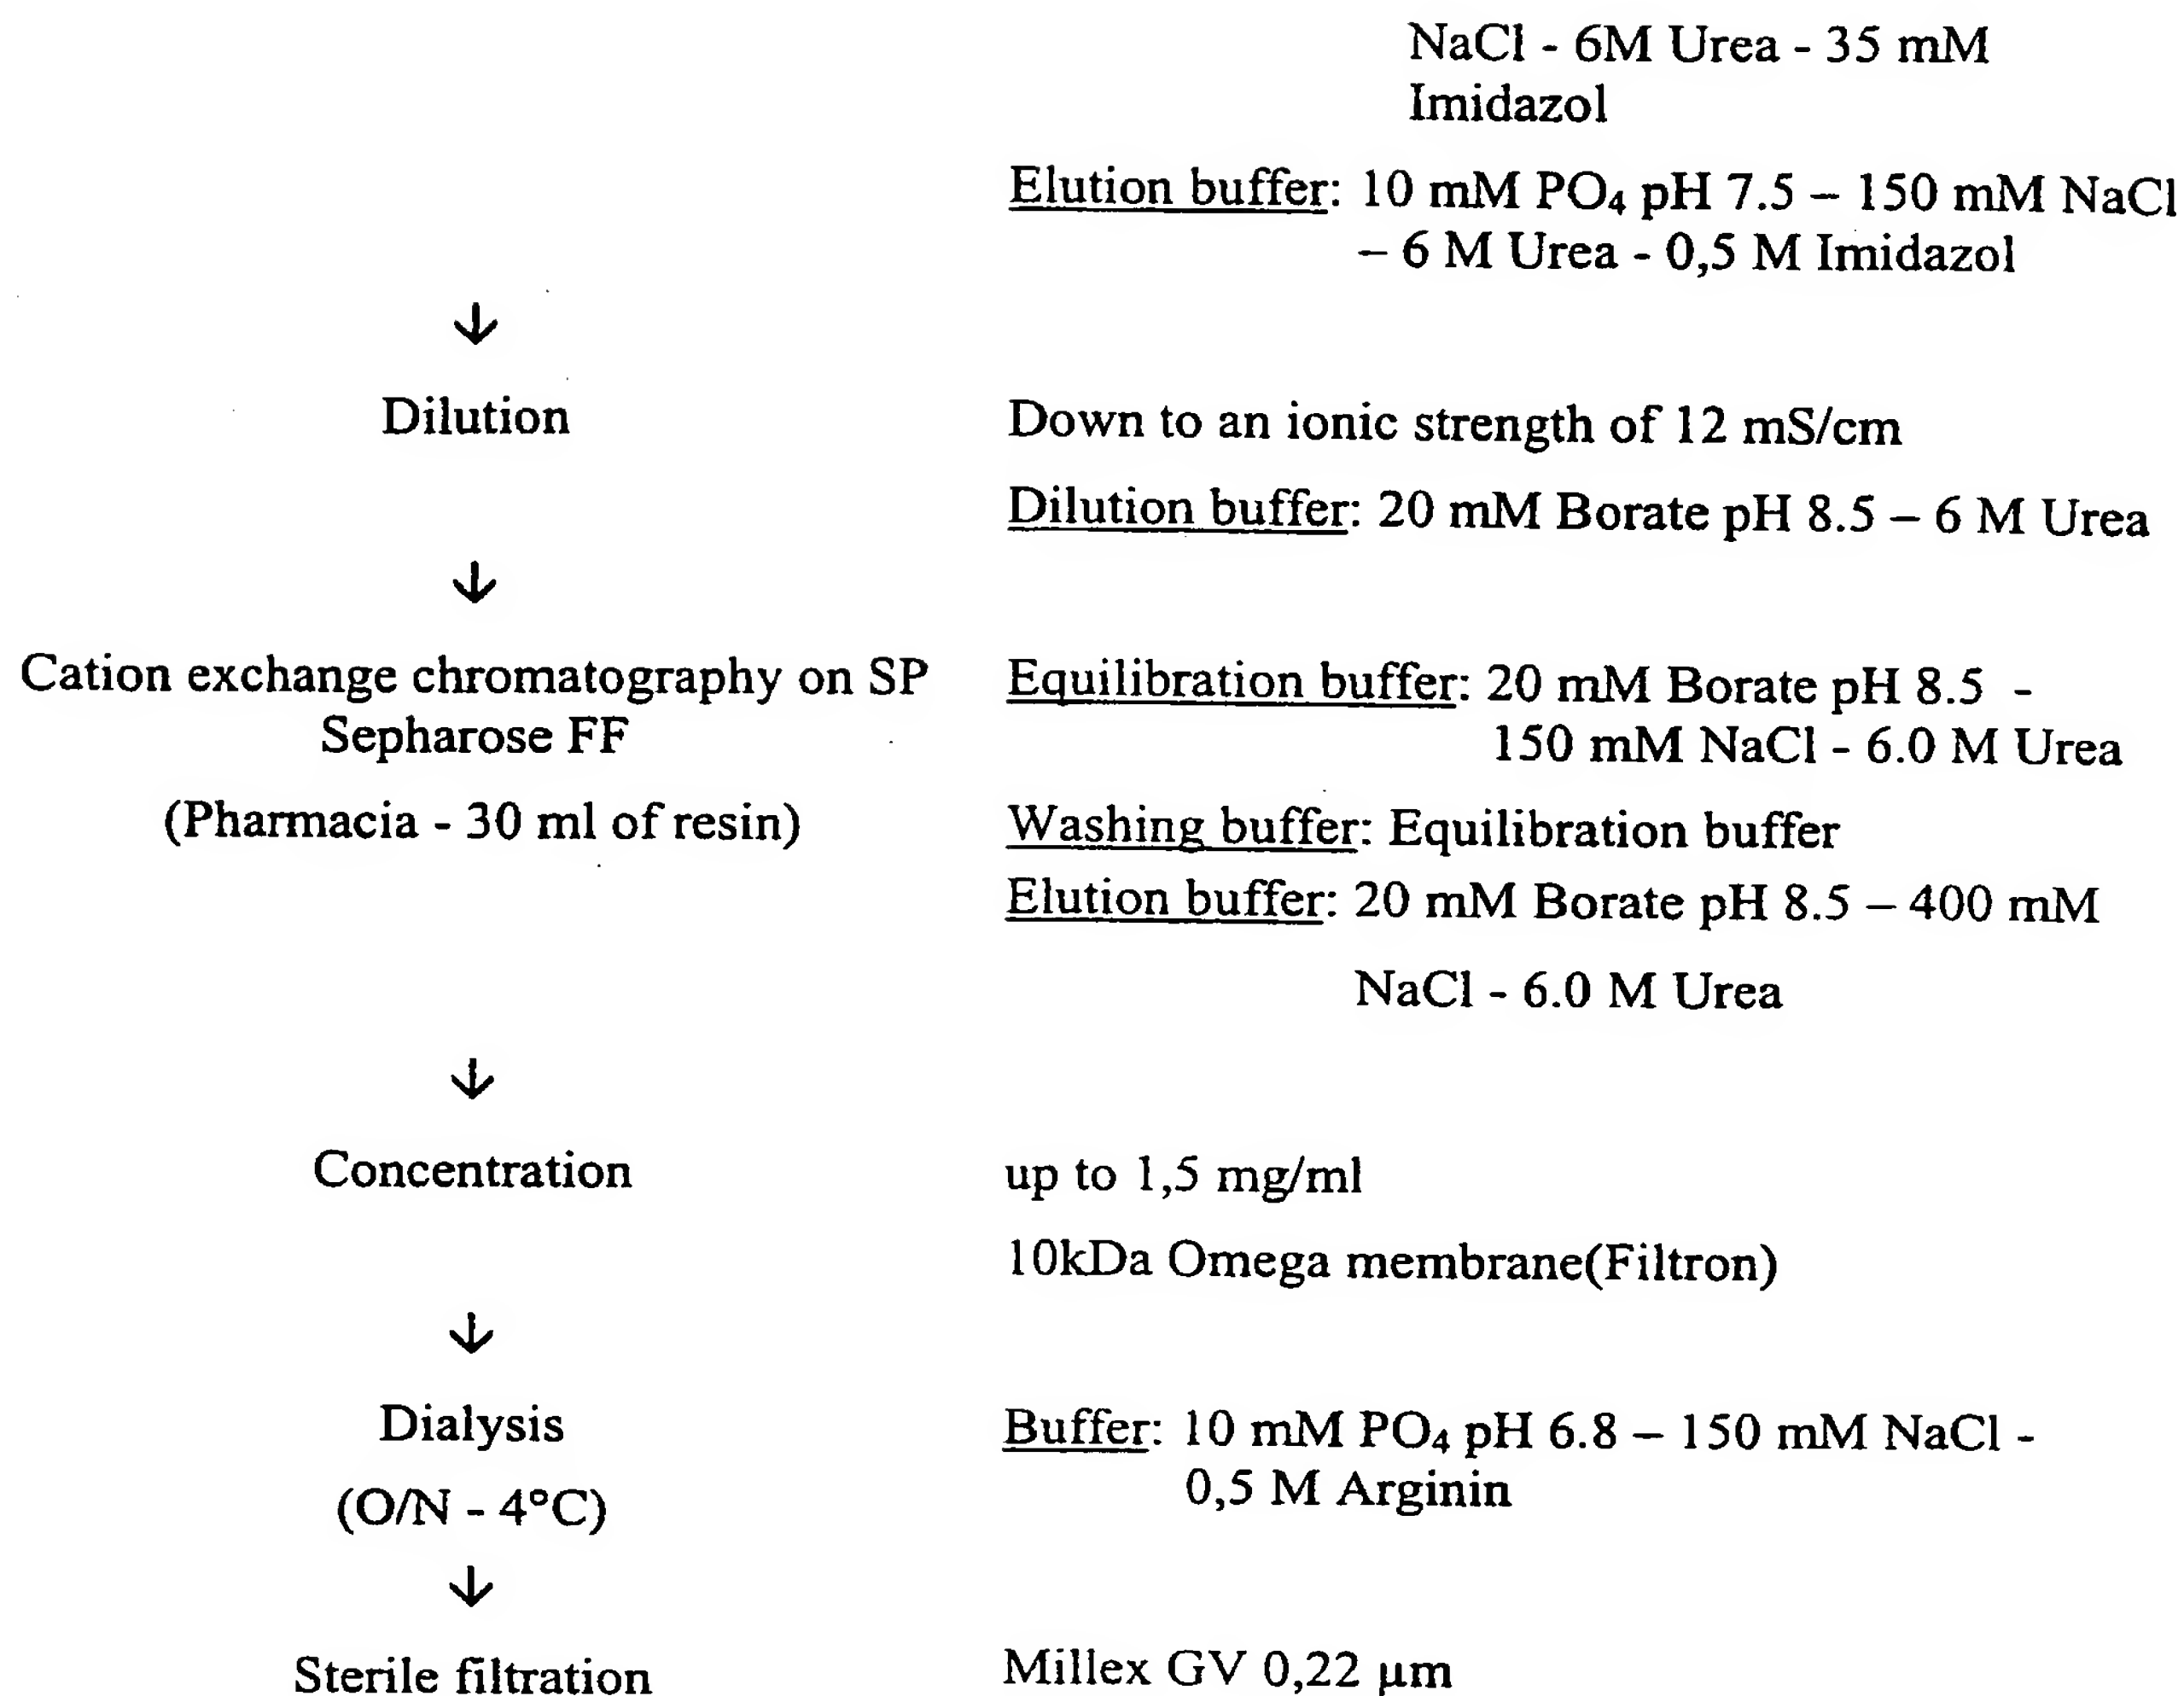 NaCl - 6M Urea - 35 mM
Imidazol
Elution buffer: 10 mM PO₄ pH 7.5 – 150 mM NaCl
– 6 M Urea - 0,5 M Imidazol
↓
Dilution Down to an ionic strength of 12 mS/cm
Dilution buffer: 20 mM Borate pH 8.5 – 6 M Urea
↓
Cation exchange chromatography on SP Equilibration buffer: 20 mM Borate pH 8.5 -
Sepharose FF 150 mM NaCl - 6.0 M Urea
(Pharmacia - 30 ml of resin) Washing buffer: Equilibration buffer
Elution buffer: 20 mM Borate pH 8.5 – 400 mM
NaCl - 6.0 M Urea
↓
Concentration up to 1,5 mg/ml
10kDa Omega membrane(Filtron)
↓
Dialysis Buffer: 10 mM PO₄ pH 6.8 – 150 mM NaCl -
(O/N - 4°C) 0,5 M Arginin
↓
Sterile filtration Millex GV 0,22 µm